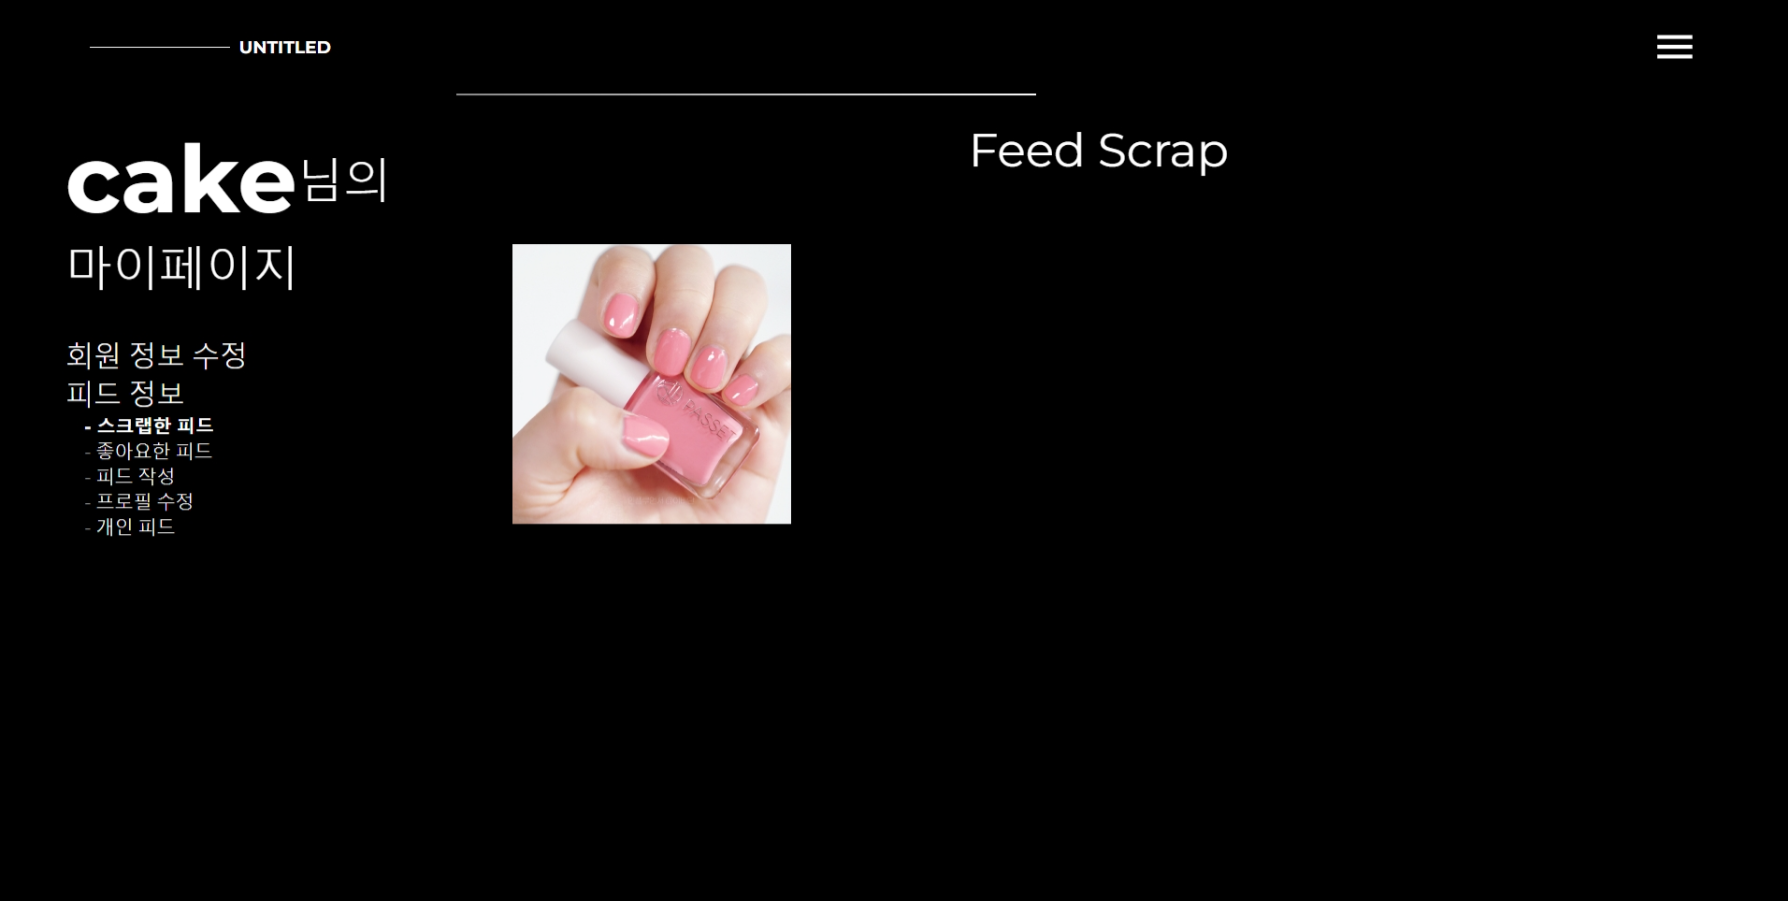 UNTITLED
Feed Scrap
cake님의
마이페이지
회원 정보 수정
피드 정보
- 스크랩한 피드
- 좋아요한 피드
- 피드 작성
- 프로필 수정
- 개인 피드
PASSET